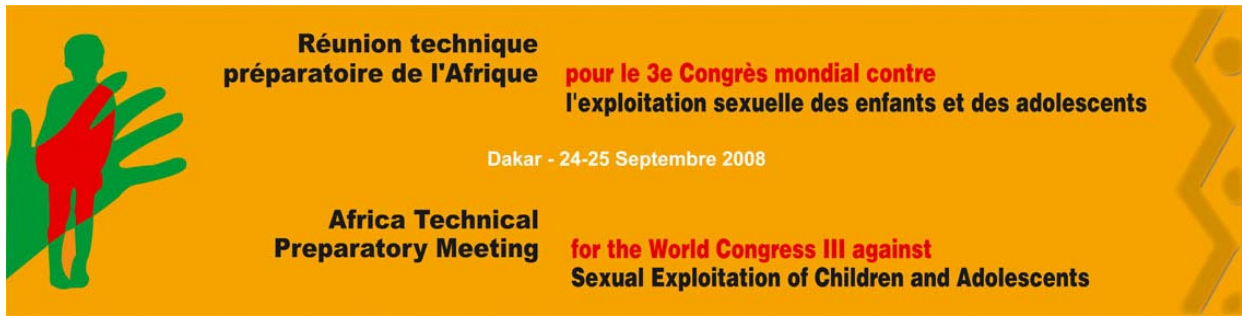 Réunion technique
préparatoire de l'Afrique
pour le 3e Congrès mondial contre
l'exploitation sexuelle des enfants et des adolescents
Dakar - 24-25 Septembre 2008
Africa Technical
Preparatory Meeting
for the World Congress III against
Sexual Exploitation of Children and Adolescents